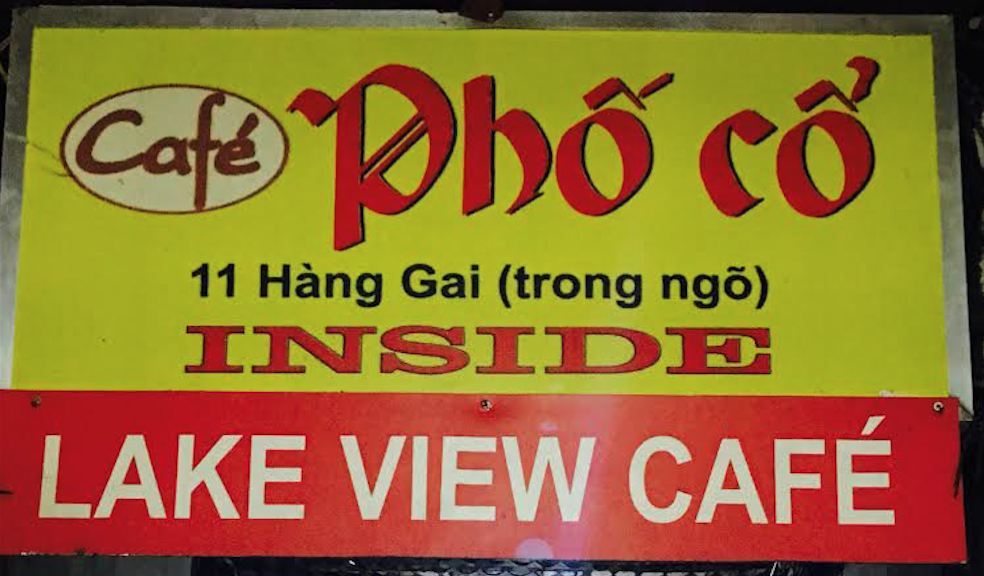 Café Phố cổ
11 Hàng Gai (trong ngõ)
INSIDE
LAKE VIEW CAFÉ